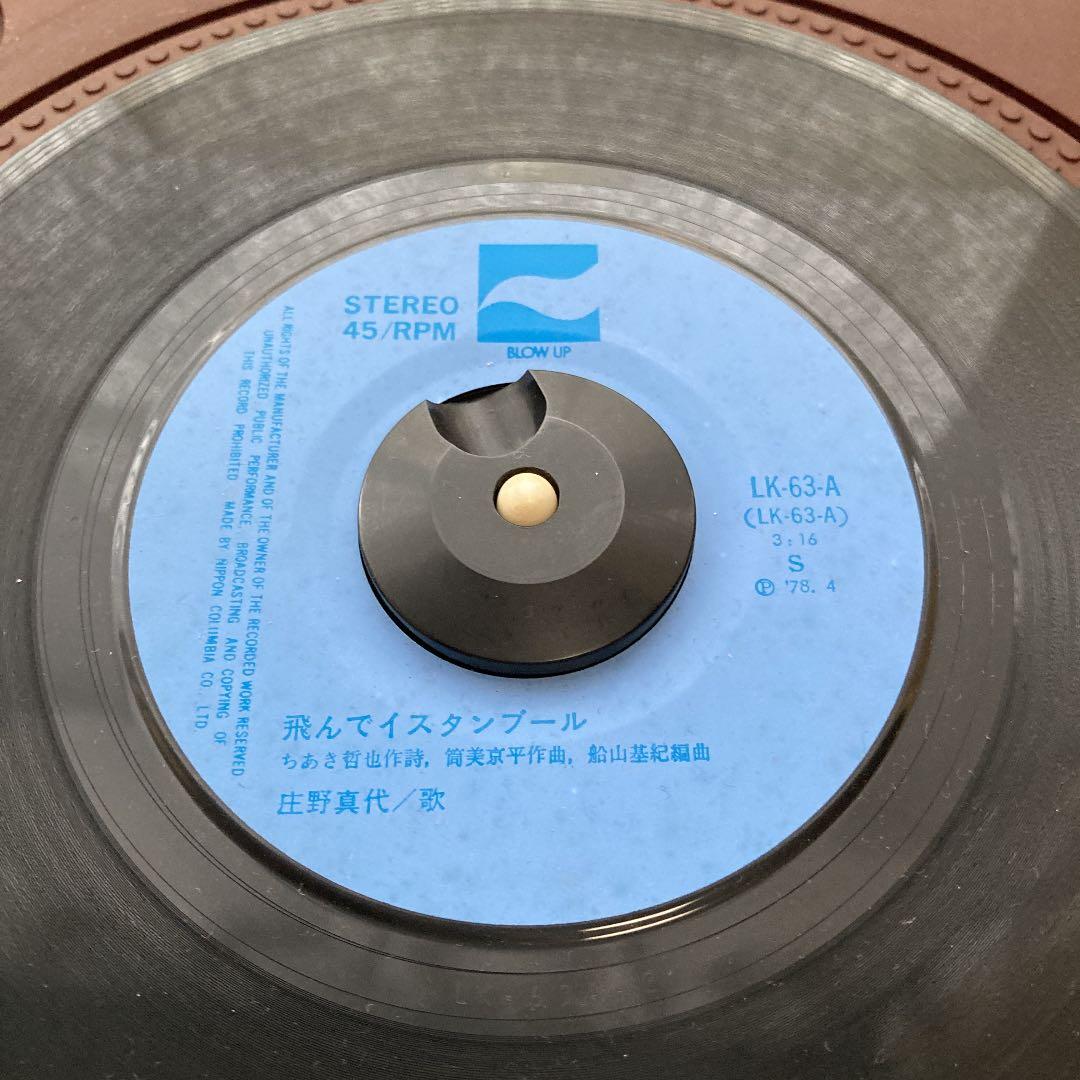 STEREO
45/RPM
BLOW UP
LK-63-A
(LK-63-A)
3:16
S
Ⓟ '78. 4
飛んでイスタンブール
ちあき哲也作詩, 筒美京平作曲, 船山基紀編曲
庄野真代/歌
ALL RIGHTS OF THE MANUFACTURER AND OF THE OWNER OF THE RECORDED WORK RESERVED
UNAUTHORIZED PUBLIC PERFORMANCE, BROADCASTING AND COPYING OF
THIS RECORD PROHIBITED MADE BY NIPPON COLUMBIA CO., LTD.